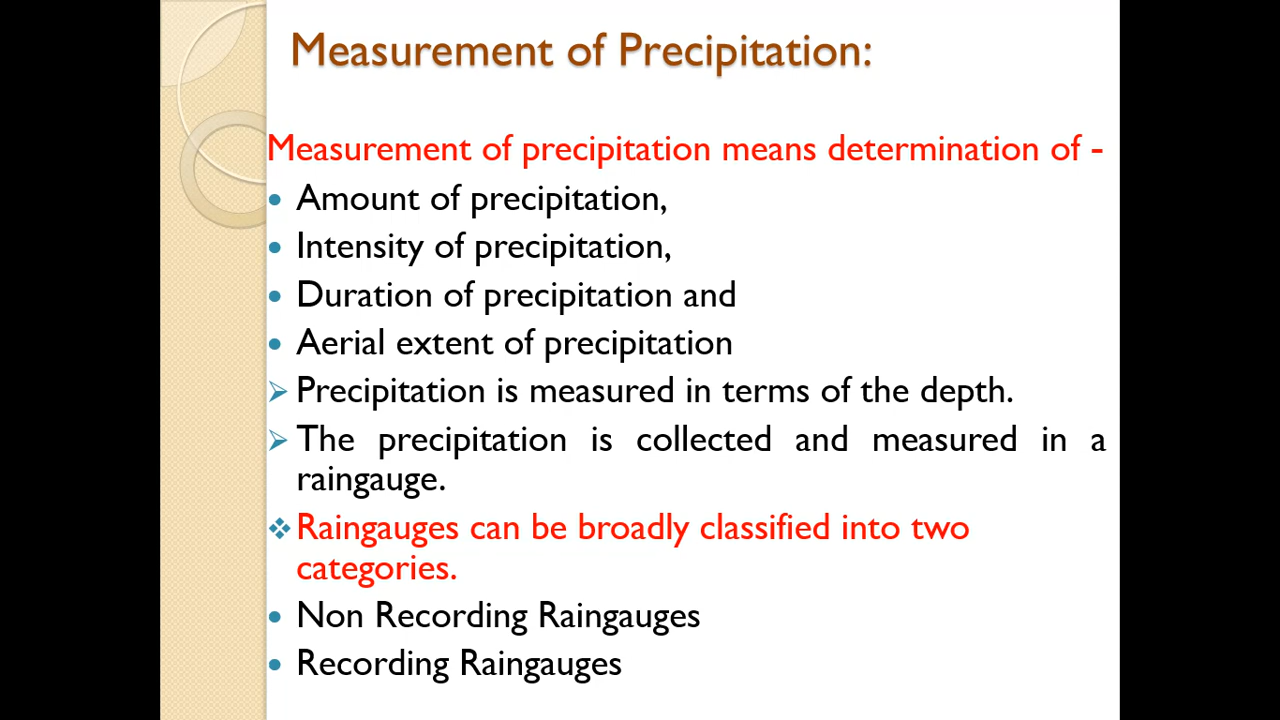 Measurement of Precipitation:
Measurement of precipitation means determination of -
Amount of precipitation,
Intensity of precipitation,
Duration of precipitation and
Aerial extent of precipitation
Precipitation is measured in terms of the depth.
The precipitation is collected and measured in a
raingauge.
Raingauges can be broadly classified into two
categories.
Non Recording Raingauges
Recording Raingauges